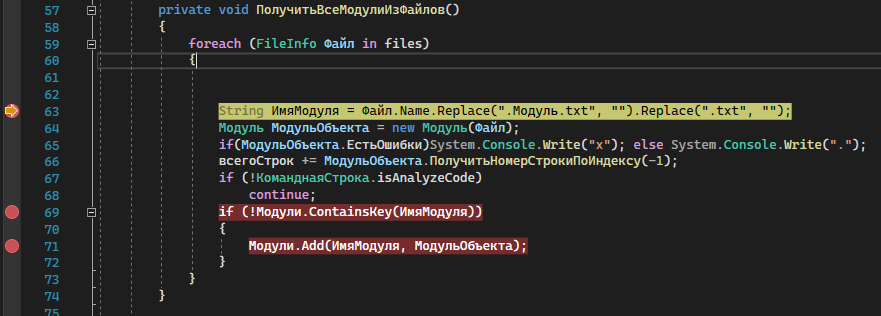 57 private void ПолучитьВсеМодулиИзФайлов()
58 {
59 foreach (FileInfo Файл in files)
60 {
61
62
63 String ИмяМодуля = Файл.Name.Replace(".Модуль.txt", "").Replace(".txt", "");
64 Модуль МодульОбъекта = new Модуль(Файл);
65 if(МодульОбъекта.ЕстьОшибки)System.Console.Write("x"); else System.Console.Write(".");
66 всегоСтрок += МодульОбъекта.ПолучитьНомерСтрокиПоИндексу(-1);
67 if (!КоманднаяСтрока.isAnalyzeCode)
68 continue;
69 if (!Модули.ContainsKey(ИмяМодуля))
70 {
71 Модули.Add(ИмяМодуля, МодульОбъекта);
72 }
73 }
74 }
75